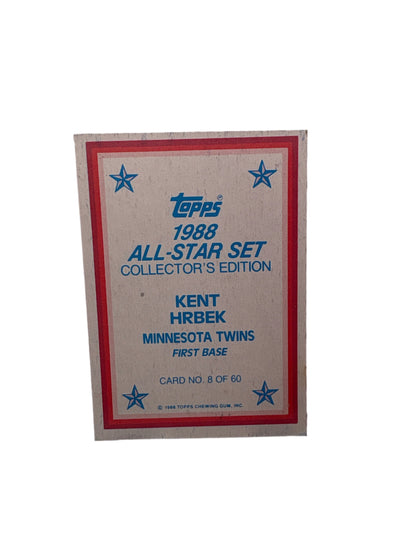 Topps
1988
ALL-STAR SET
COLLECTOR'S EDITION
KENT
HRBEK
MINNESOTA TWINS
FIRST BASE
CARD NO. 8 OF 60
© 1988 TOPPS CHEWING GUM, INC.